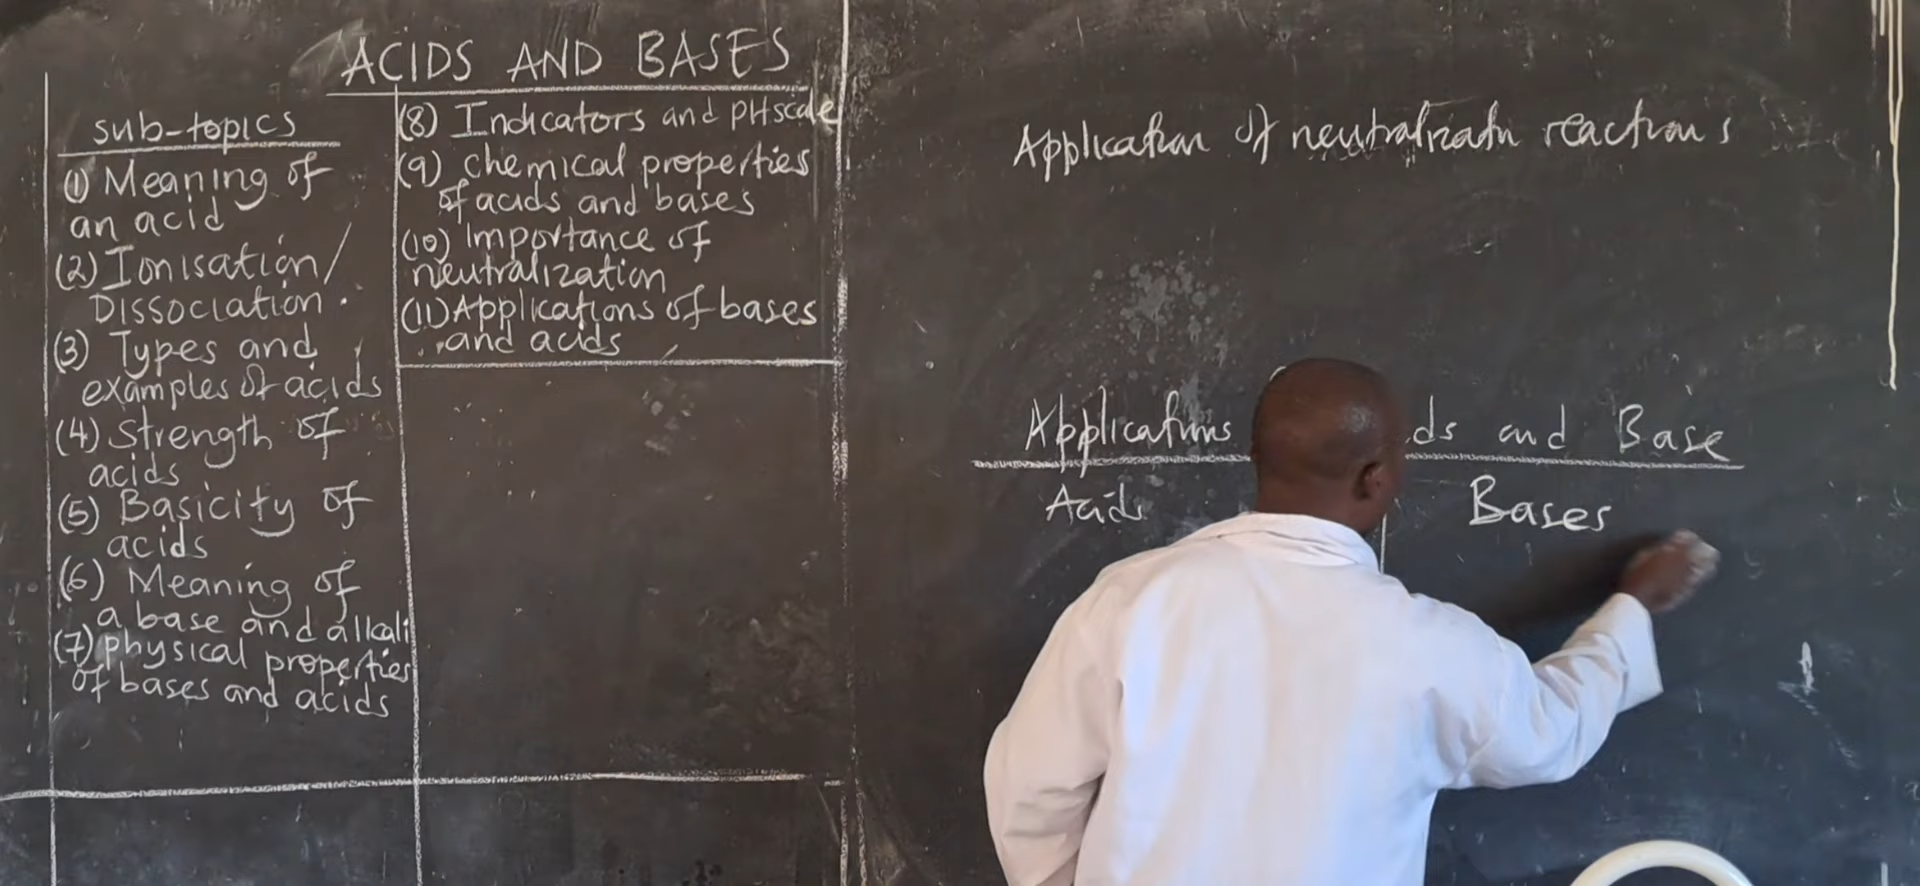 ACIDS AND BASES
sub-topics
(1) Meaning of
an acid
(2) Ionisation/
Dissociation.
(3) Types and
examples of acids
(4) Strength of
acids
(5) Basicity of
acids
(6) Meaning of
a base and alkali
(7) physical properties
of bases and acids
(8) Indicators and pHscale
(9) chemical properties
of acids and bases
(10) Importance of
neutralization
(11) Applications of bases
and acids
Application of neutralizatn reactions
Applications ds and Base
Acids
Bases